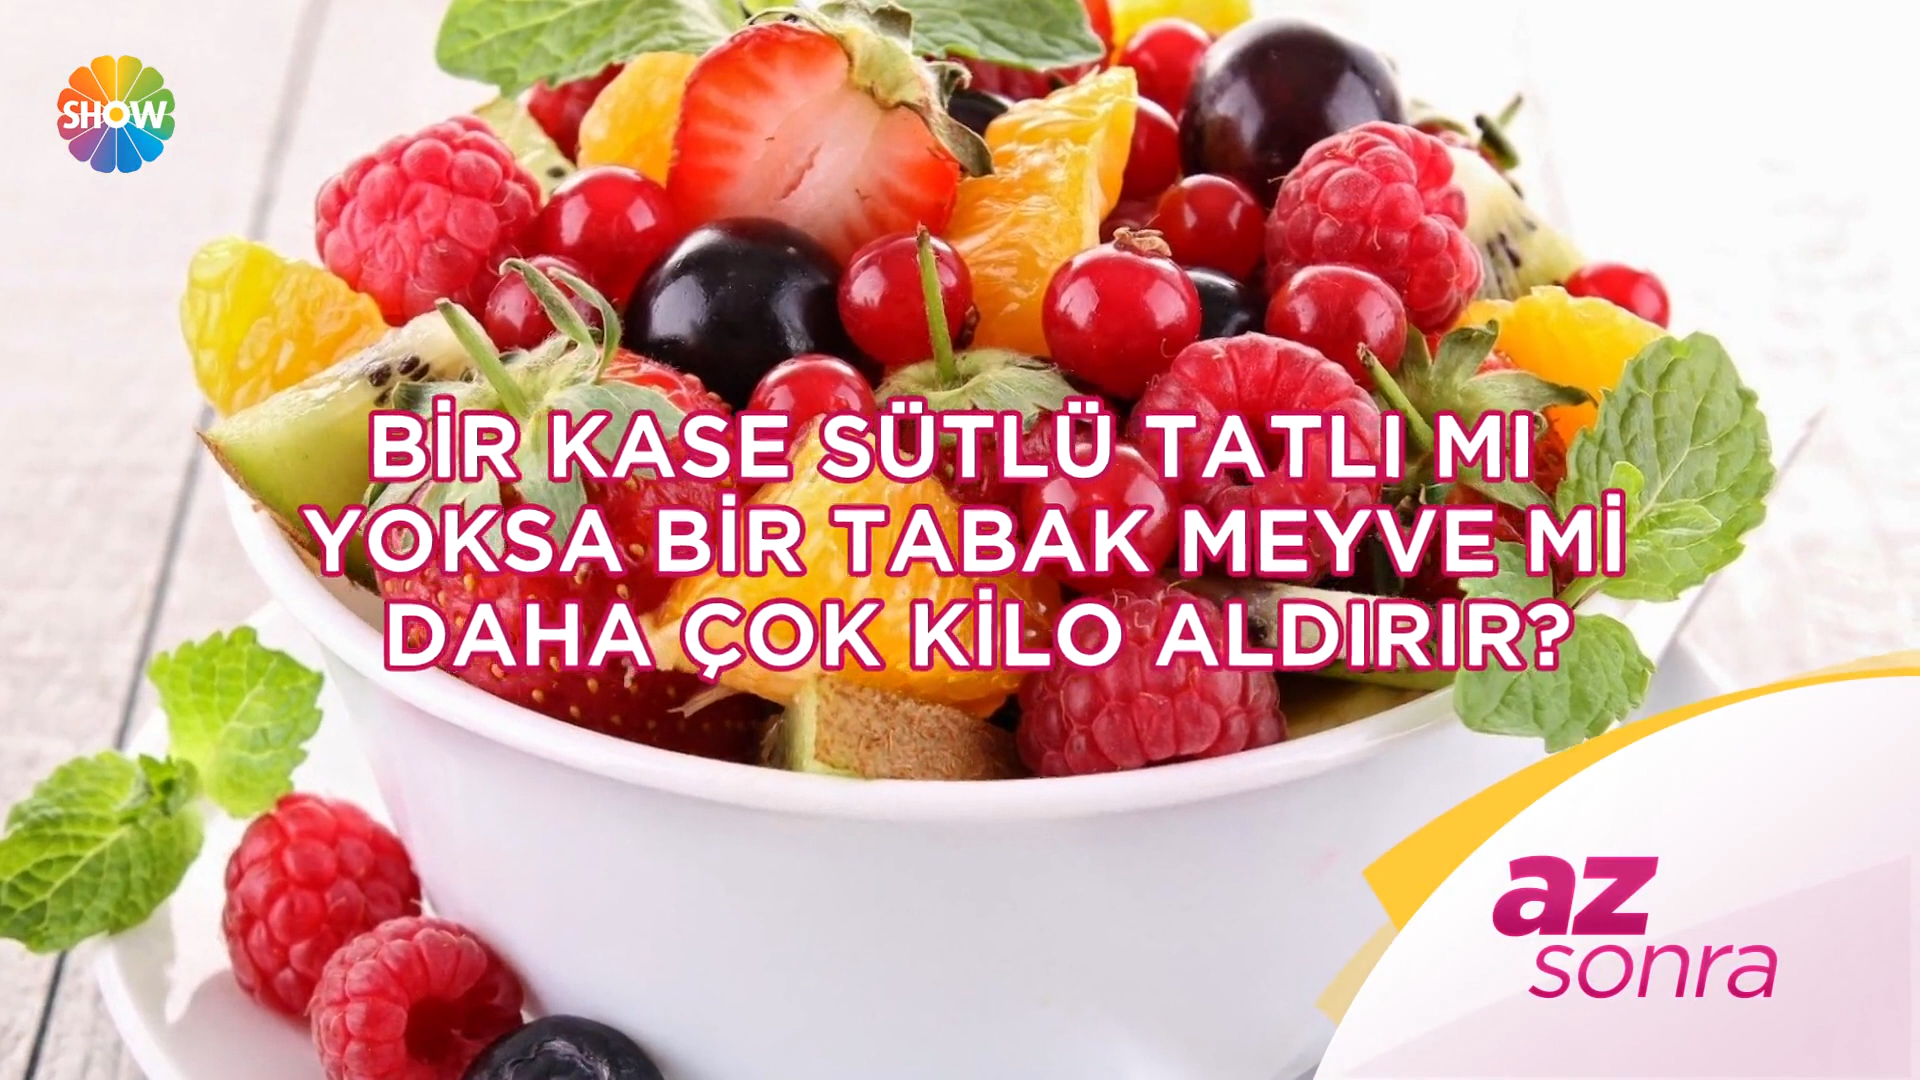 SHOW
BİR KASE SÜTLÜ TATLI MI
YOKSA BİR TABAK MEYVE Mİ
DAHA ÇOK KİLO ALDIRIR?
az
sonra